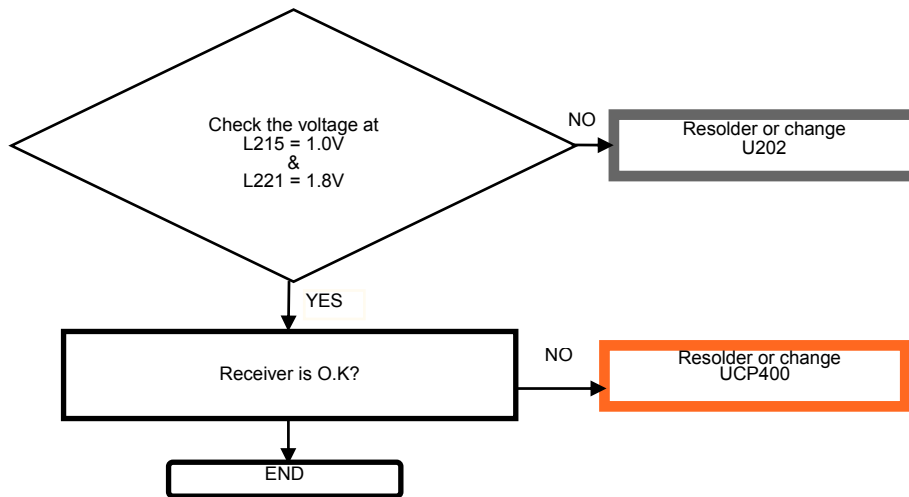 Check the voltage at
L215 = 1.0V
&
L221 = 1.8V
NO
Resolder or change
U202
YES
Receiver is O.K?
NO
Resolder or change
UCP400
END